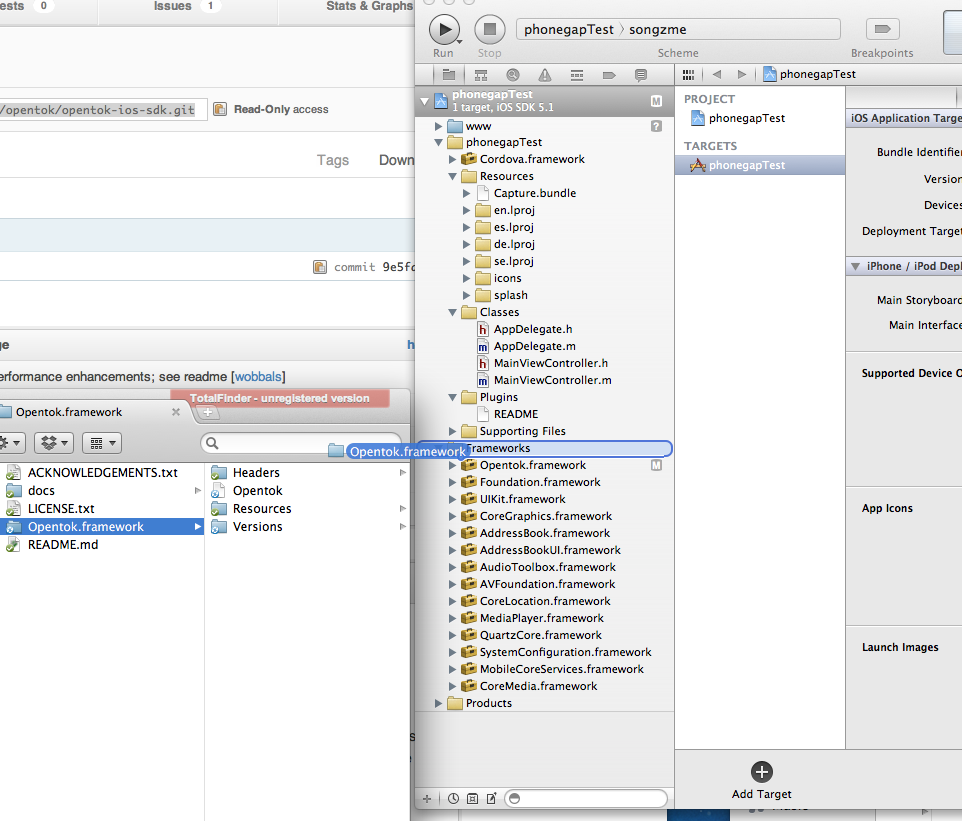 ests 0 Issues 1 Stats & Graphs
/opentok/opentok-ios-sdk.git Read-Only access
Tags Down
commit 9e5fc
ge
erformance enhancements; see readme [wobbals]
TotalFinder - unregistered version
Opentok.framework
Opentok.framework
ACKNOWLEDGEMENTS.txt
docs
LICENSE.txt
Opentok.framework
README.md
Headers
Opentok
Resources
Versions
Run
Stop
phonegapTest
songzme
Scheme
Breakpoints
phonegapTest
phonegapTest
1 target, iOS SDK 5.1
M
www
?
phonegapTest
Cordova.framework
Resources
Capture.bundle
en.lproj
es.lproj
de.lproj
se.lproj
icons
splash
Classes
h AppDelegate.h
m AppDelegate.m
h MainViewController.h
m MainViewController.m
Plugins
README
Supporting Files
Frameworks
Opentok.framework
M
Foundation.framework
UIKit.framework
CoreGraphics.framework
AddressBook.framework
AddressBookUI.framework
AudioToolbox.framework
AVFoundation.framework
CoreLocation.framework
MediaPlayer.framework
QuartzCore.framework
SystemConfiguration.framework
MobileCoreServices.framework
CoreMedia.framework
Products
PROJECT
phonegapTest
TARGETS
phonegapTest
Add Target
iOS Application Targe
Bundle Identifier
Version
Devices
Deployment Target
iPhone / iPod Depl
Main Storyboard
Main Interface
Supported Device O
App Icons
Launch Images